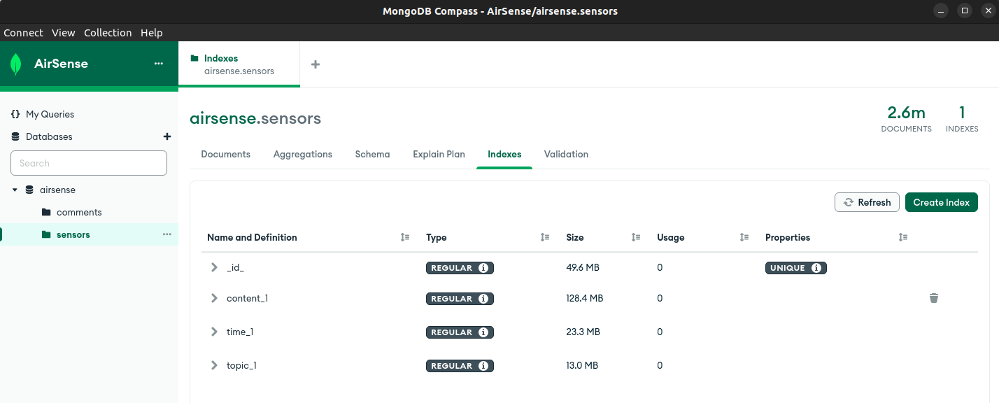 MongoDB Compass - AirSense/airsense.sensors
Connect View Collection Help
AirSense
Indexes
airsense.sensors
My Queries
Databases
Search
airsense
comments
sensors
airsense.sensors
2.6m
DOCUMENTS
1
INDEXES
Documents Aggregations Schema Explain Plan Indexes Validation
Refresh Create Index
Name and Definition Type Size Usage Properties
_id_ REGULAR 49.6 MB 0 UNIQUE
content_1 REGULAR 128.4 MB 0
time_1 REGULAR 23.3 MB 0
topic_1 REGULAR 13.0 MB 0